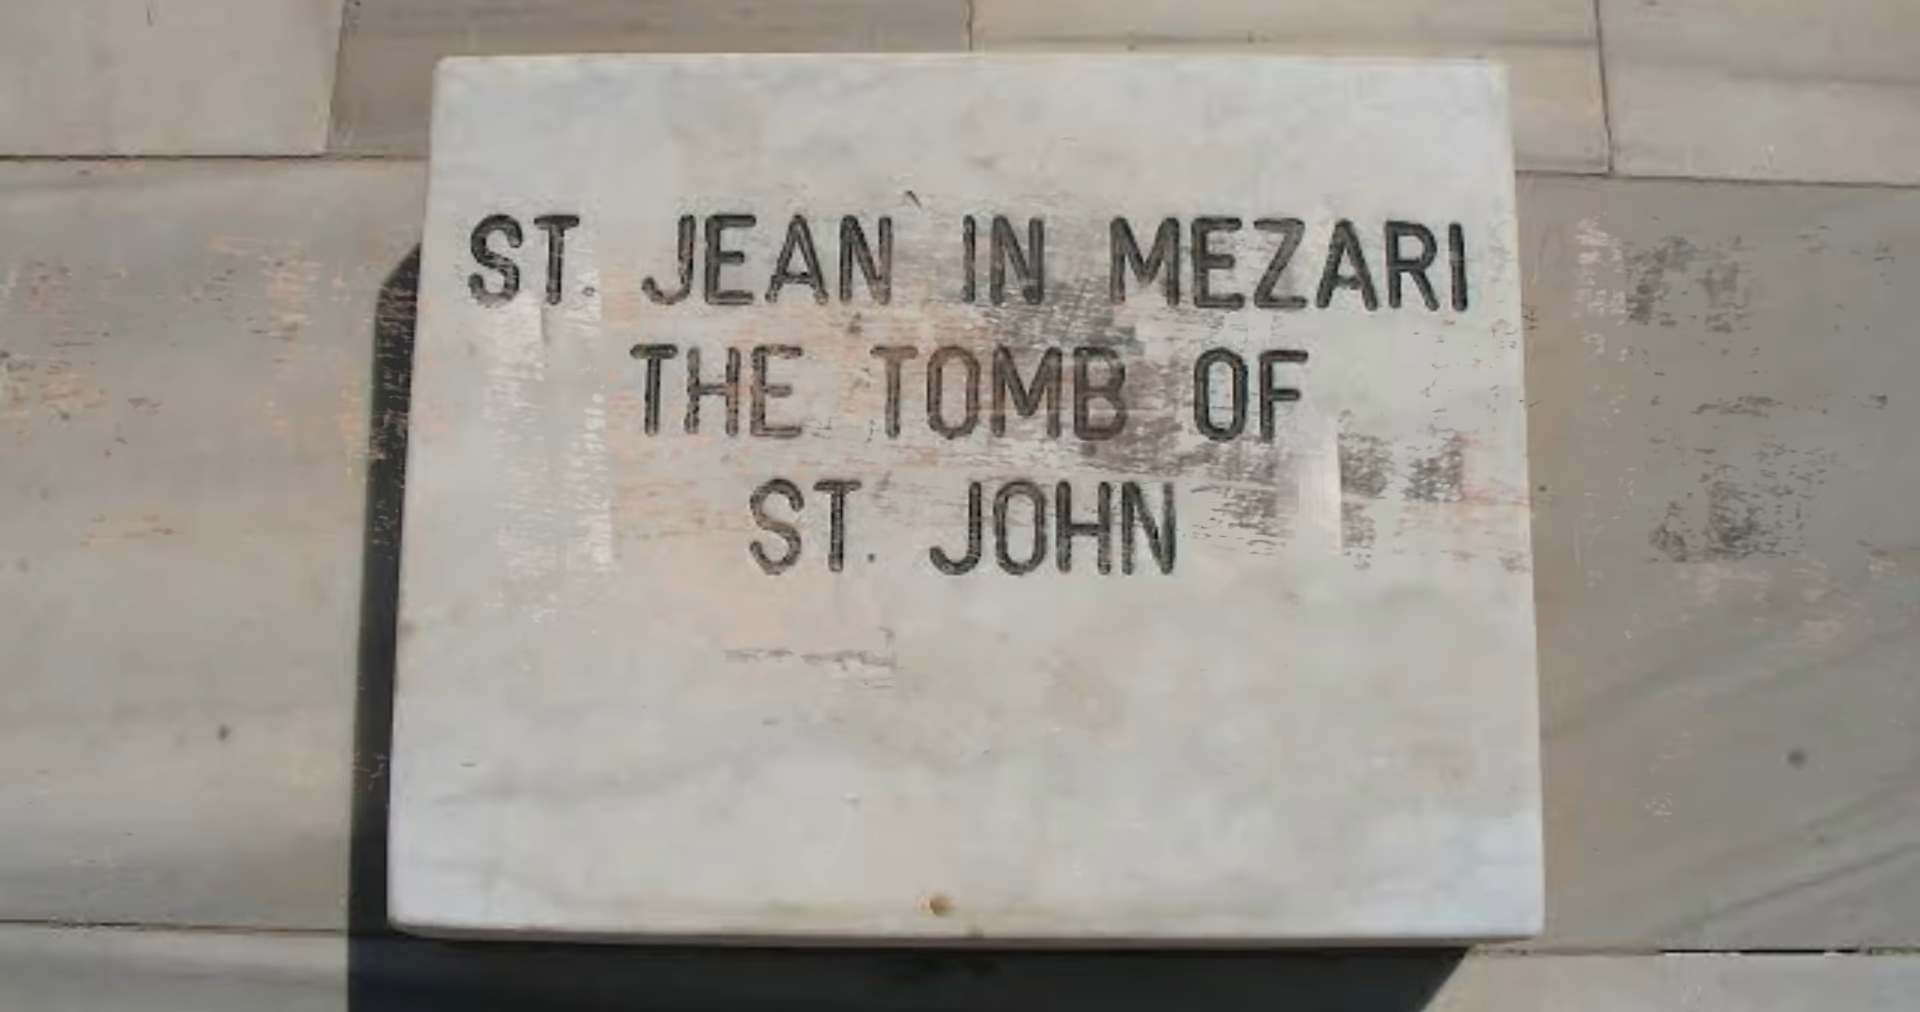 ST. JEAN IN MEZARI
THE TOMB OF
ST. JOHN